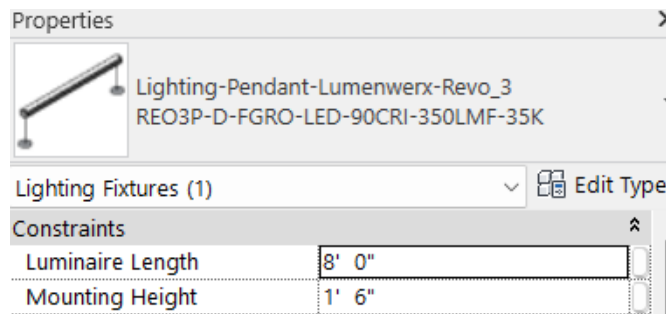 Properties
Lighting-Pendant-Lumenwerx-Revo_3
REO3P-D-FGRO-LED-90CRI-350LMF-35K
Lighting Fixtures (1) Edit Type
Constraints
Luminaire Length 8' 0"
Mounting Height 1' 6"